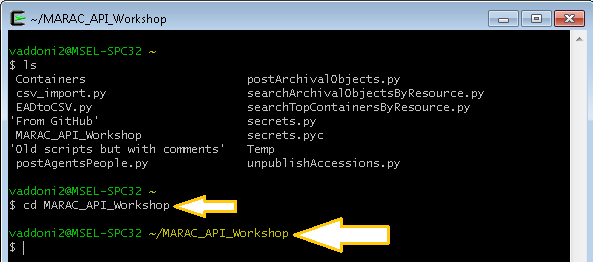 ~/MARAC_API_Workshop
vaddoni2@MSEL-SPC32 ~
$ ls
Containers postArchivalObjects.py
csv_import.py searchArchivalObjectsByResource.py
EADtoCSV.py searchTopContainersByResource.py
'From GitHub' secrets.py
MARAC_API_Workshop secrets.pyc
'Old scripts but with comments' Temp
postAgentsPeople.py unpublishAccessions.py
vaddoni2@MSEL-SPC32 ~
$ cd MARAC_API_Workshop
vaddoni2@MSEL-SPC32 ~/MARAC_API_Workshop
$